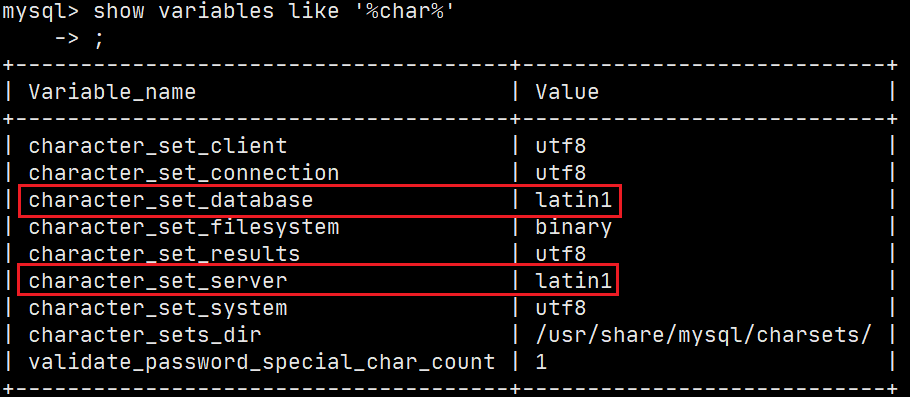 mysql> show variables like '%char%'
    -> ;
+--------------------------------------+----------------------------+
| Variable_name                        | Value                      |
+--------------------------------------+----------------------------+
| character_set_client                 | utf8                       |
| character_set_connection             | utf8                       |
| character_set_database               | latin1                     |
| character_set_filesystem             | binary                     |
| character_set_results                | utf8                       |
| character_set_server                 | latin1                     |
| character_set_system                 | utf8                       |
| character_sets_dir                   | /usr/share/mysql/charsets/ |
| validate_password_special_char_count | 1                          |
+--------------------------------------+----------------------------+